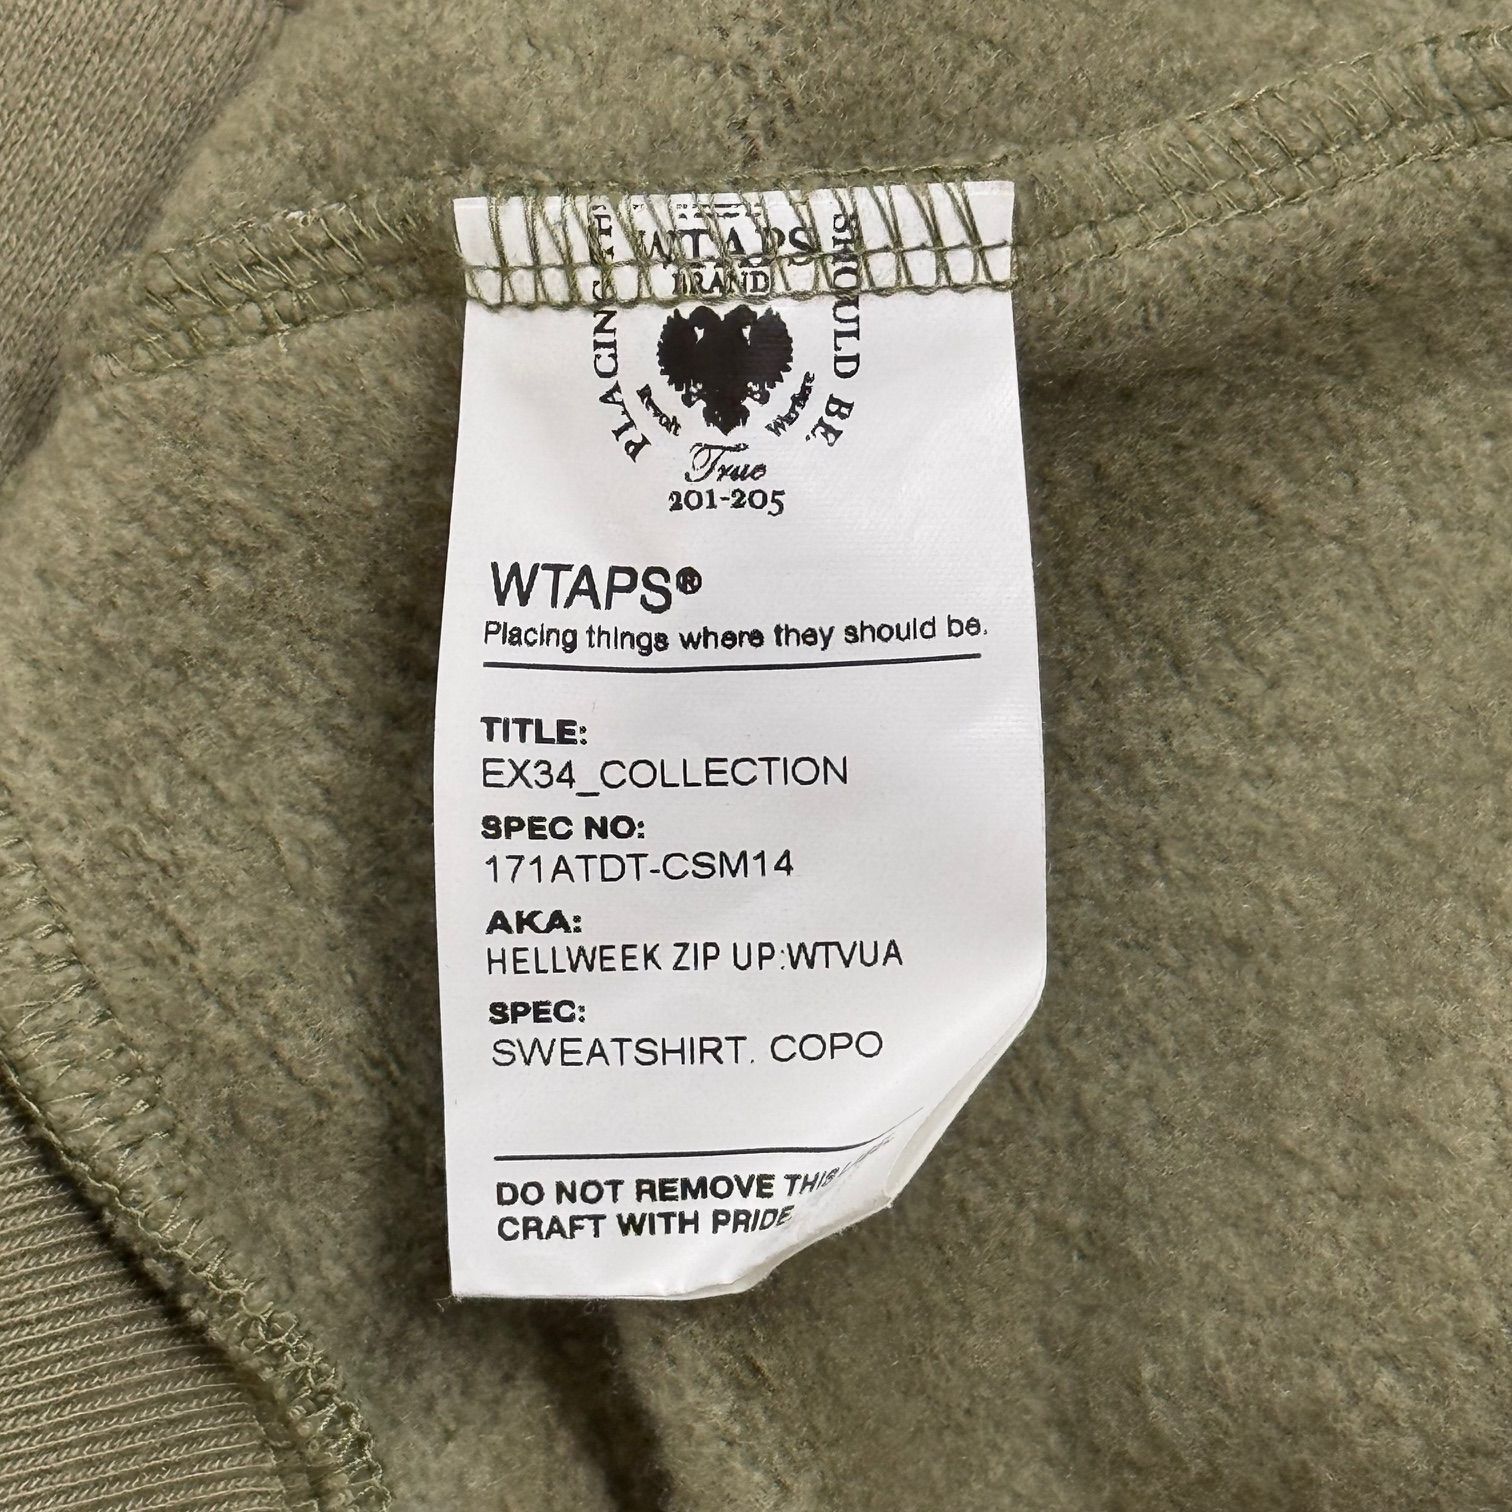 WTAPS
BRAND
PLACING
SHOULD BE.
True
201-205
WTAPS®
Placing things where they should be.
TITLE:
EX34_COLLECTION
SPEC NO:
171ATDT-CSM14
AKA:
HELLWEEK ZIP UP:WTVUA
SPEC:
SWEATSHIRT. COPO
DO NOT REMOVE THIS
CRAFT WITH PRIDE